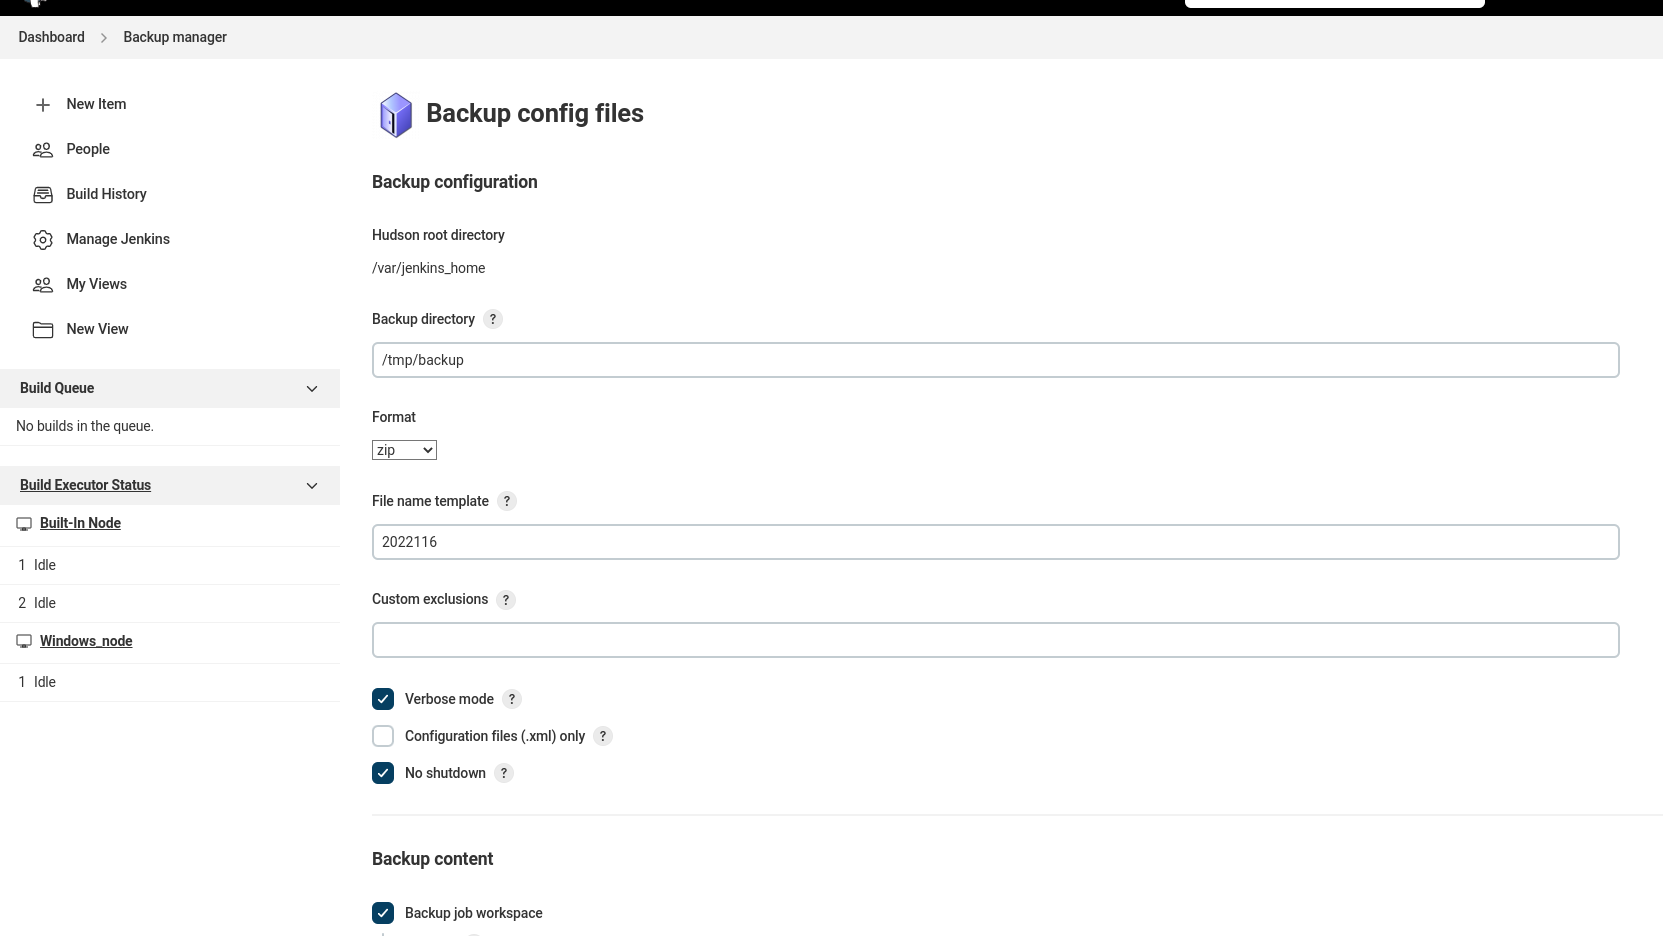 Dashboard > Backup manager
New Item
People
Build History
Manage Jenkins
My Views
New View
Build Queue
No builds in the queue.
Build Executor Status
Built-In Node
1 Idle
2 Idle
Windows_node
1 Idle
Backup config files
Backup configuration
Hudson root directory
/var/jenkins_home
Backup directory ?
/tmp/backup
Format
zip
File name template ?
2022116
Custom exclusions ?
Verbose mode ?
Configuration files (.xml) only ?
No shutdown ?
Backup content
Backup job workspace